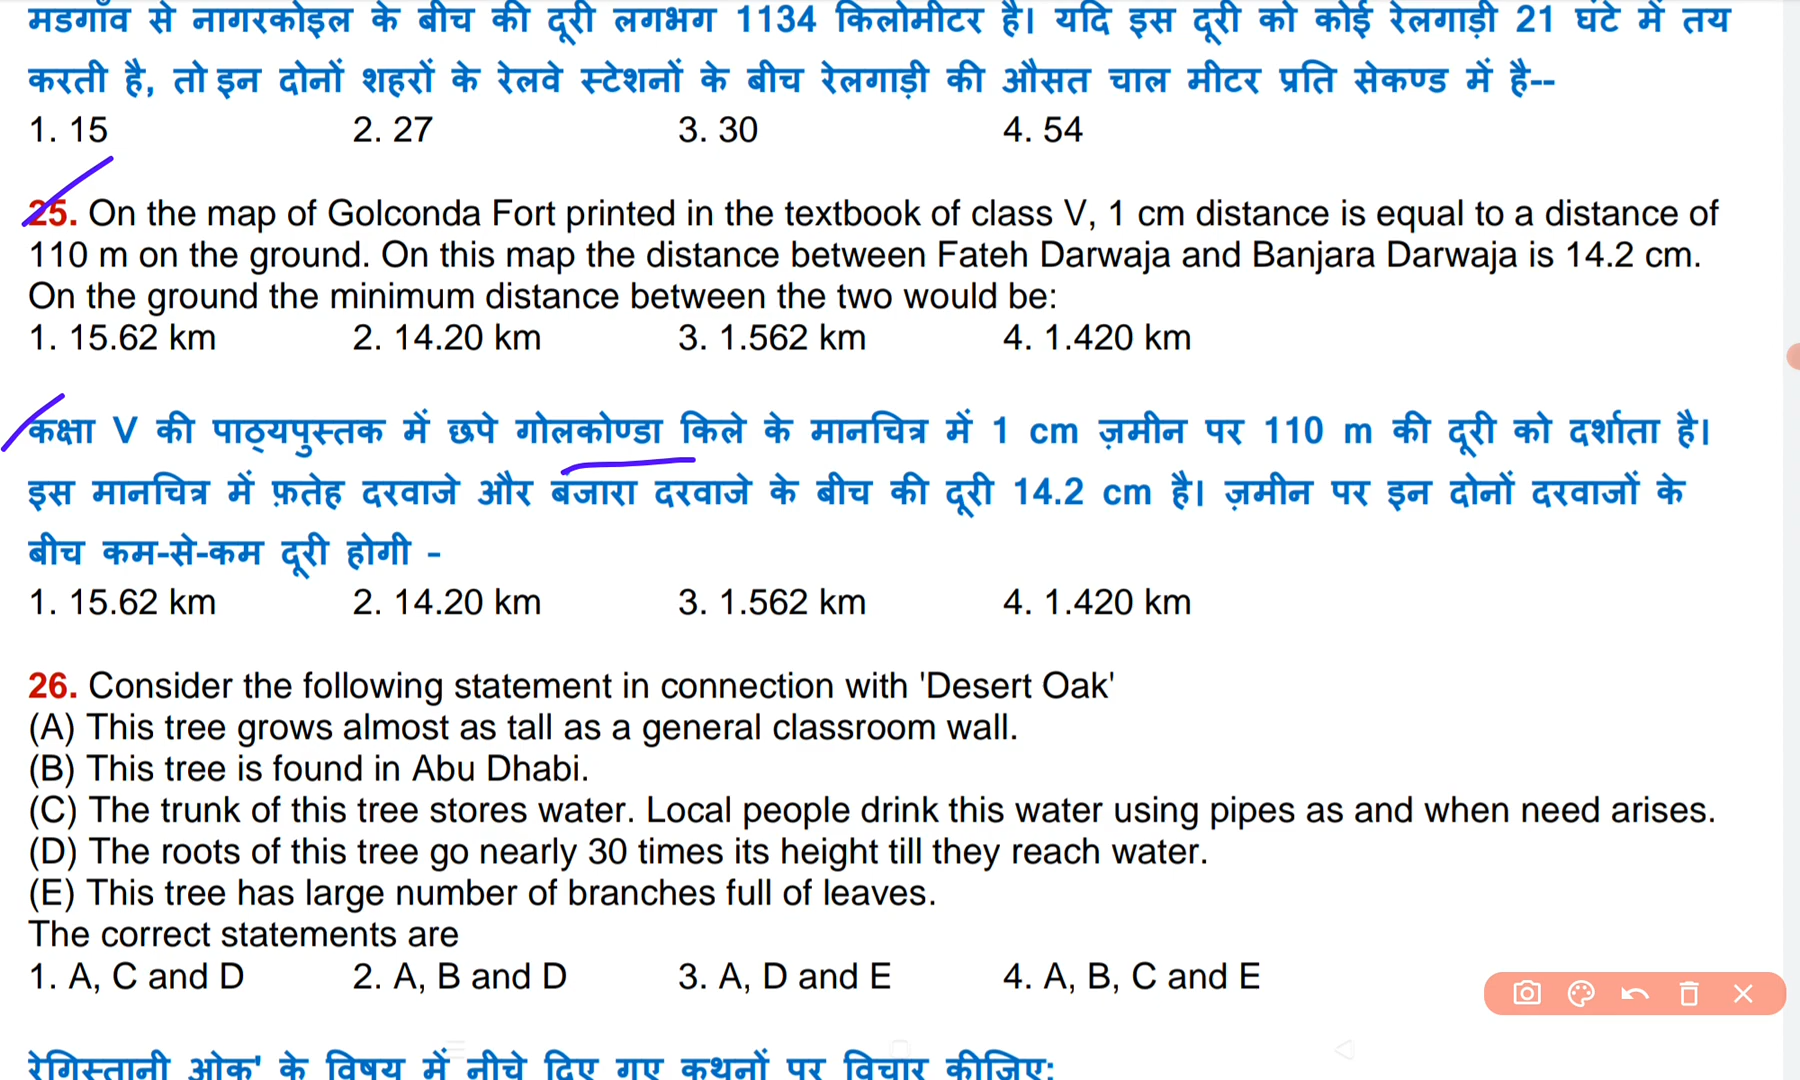 मडगाँव से नागरकोइल के बीच की दूरी लगभग 1134 किलोमीटर है। यदि इस दूरी को कोई रेलगाड़ी 21 घंटे में तय
करती है, तो इन दोनों शहरों के रेलवे स्टेशनों के बीच रेलगाड़ी की औसत चाल मीटर प्रति सेकण्ड में है--
1. 15 2. 27 3. 30 4. 54
25. On the map of Golconda Fort printed in the textbook of class V, 1 cm distance is equal to a distance of
110 m on the ground. On this map the distance between Fateh Darwaja and Banjara Darwaja is 14.2 cm.
On the ground the minimum distance between the two would be:
1. 15.62 km 2. 14.20 km 3. 1.562 km 4. 1.420 km
कक्षा V की पाठ्यपुस्तक में छपे गोलकोण्डा किले के मानचित्र में 1 cm ज़मीन पर 110 m की दूरी को दर्शाता है।
इस मानचित्र में फ़तेह दरवाजे और बंजारा दरवाजे के बीच की दूरी 14.2 cm है। ज़मीन पर इन दोनों दरवाजों के
बीच कम-से-कम दूरी होगी -
1. 15.62 km 2. 14.20 km 3. 1.562 km 4. 1.420 km
26. Consider the following statement in connection with 'Desert Oak'
(A) This tree grows almost as tall as a general classroom wall.
(B) This tree is found in Abu Dhabi.
(C) The trunk of this tree stores water. Local people drink this water using pipes as and when need arises.
(D) The roots of this tree go nearly 30 times its height till they reach water.
(E) This tree has large number of branches full of leaves.
The correct statements are
1. A, C and D 2. A, B and D 3. A, D and E 4. A, B, C and E
रेगिस्तानी ओक' के विषय में नीचे दिए गए कथनों पर विचार कीजिए: